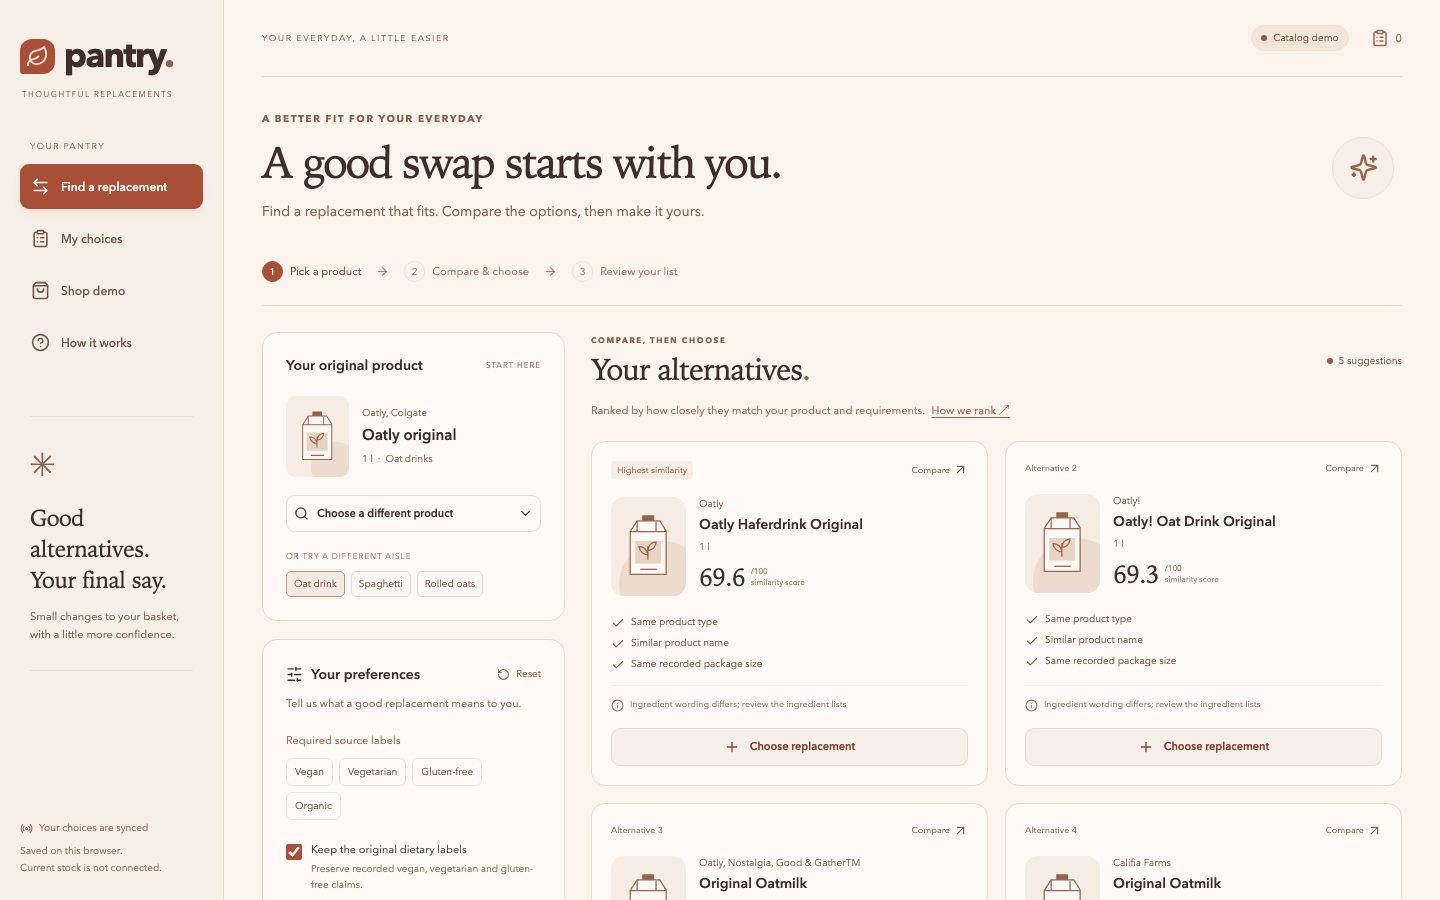 pantry.
THOUGHTFUL REPLACEMENTS
YOUR PANTRY
Find a replacement
My choices
Shop demo
How it works
Good
alternatives.
Your final say.
Small changes to your basket,
with a little more confidence.
Your choices are synced
Saved on this browser.
Current stock is not connected.
YOUR EVERYDAY, A LITTLE EASIER
Catalog demo
0
A BETTER FIT FOR YOUR EVERYDAY
A good swap starts with you.
Find a replacement that fits. Compare the options, then make it yours.
1 Pick a product → 2 Compare & choose → 3 Review your list
Your original product
START HERE
Oatly, Colgate
Oatly original
1 l · Oat drinks
Choose a different product
OR TRY A DIFFERENT AISLE
Oat drink Spaghetti Rolled oats
Your preferences
Reset
Tell us what a good replacement means to you.
Required source labels
Vegan Vegetarian Gluten-free
Organic
Keep the original dietary labels
Preserve recorded vegan, vegetarian and gluten-
free claims.
COMPARE, THEN CHOOSE
Your alternatives.
5 suggestions
Ranked by how closely they match your product and requirements. How we rank ↗
Highest similarity
Compare
Oatly
Oatly Haferdrink Original
1 l
69.6 /100
similarity score
Same product type
Similar product name
Same recorded package size
Ingredient wording differs; review the ingredient lists
Choose replacement
Alternative 2
Compare
Oatly!
Oatly! Oat Drink Original
1 l
69.3 /100
similarity score
Same product type
Similar product name
Same recorded package size
Ingredient wording differs; review the ingredient lists
Choose replacement
Alternative 3
Compare
Oatly, Nostalgia, Good & GatherTM
Original Oatmilk
Alternative 4
Compare
Califia Farms
Original Oatmilk